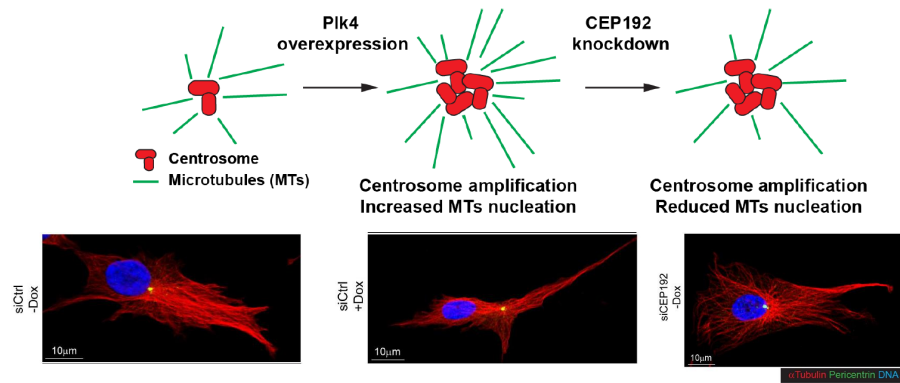 Plk4
overexpression
CEP192
knockdown
Centrosome
Microtubules (MTs)
Centrosome amplification
Increased MTs nucleation
Centrosome amplification
Reduced MTs nucleation
siCtrl
-Dox
10μm
siCtrl
+Dox
10μm
siCEP192
-Dox
10μm
αTubulin Pericentrin DNA